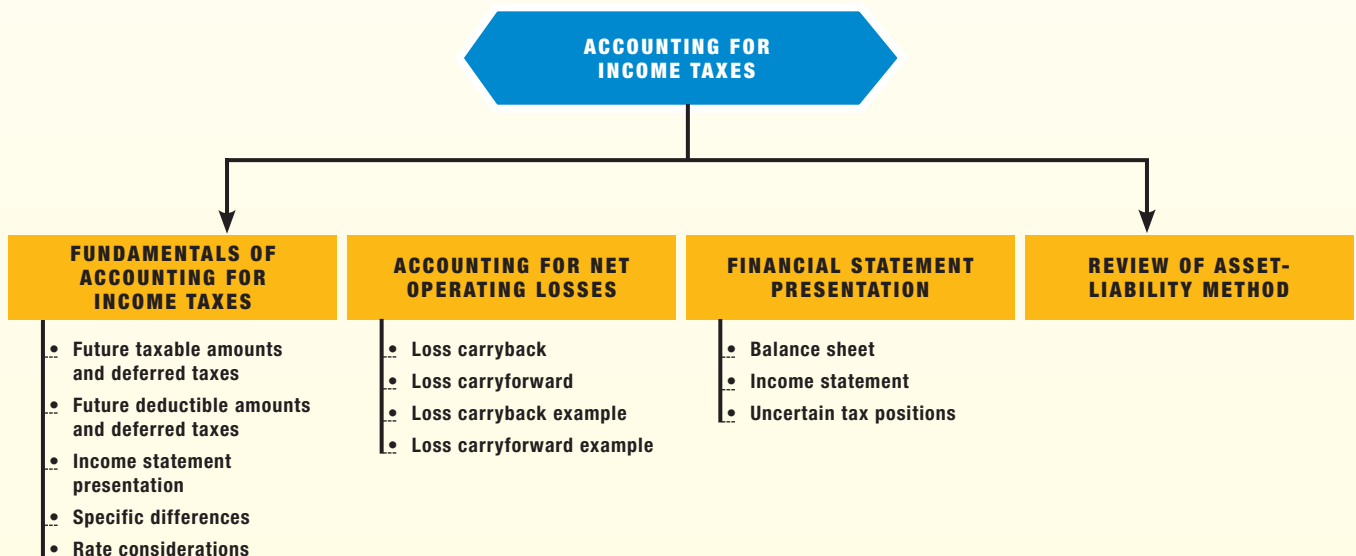 ACCOUNTING FOR
INCOME TAXES
FUNDAMENTALS OF
ACCOUNTING FOR
INCOME TAXES
• Future taxable amounts
and deferred taxes
• Future deductible amounts
and deferred taxes
• Income statement
presentation
• Specific differences
• Rate considerations
ACCOUNTING FOR NET
OPERATING LOSSES
• Loss carryback
• Loss carryforward
• Loss carryback example
• Loss carryforward example
FINANCIAL STATEMENT
PRESENTATION
• Balance sheet
• Income statement
• Uncertain tax positions
REVIEW OF ASSET-
LIABILITY METHOD